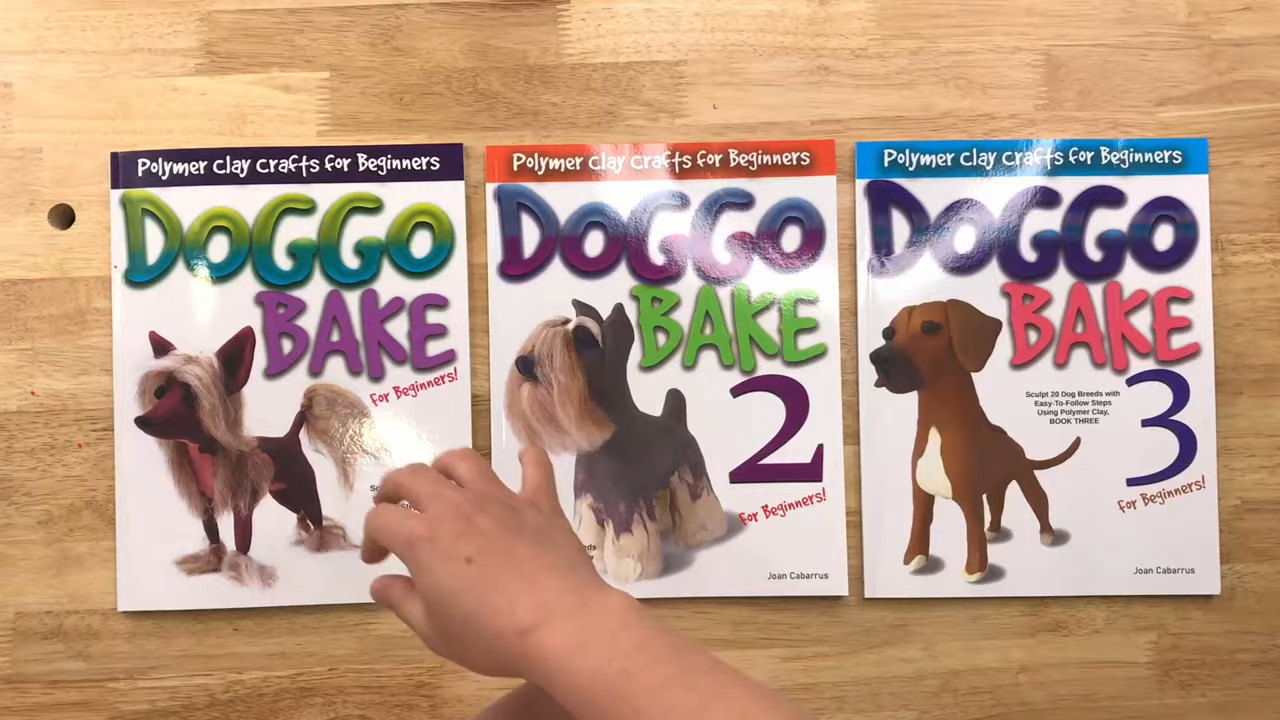 Polymer Clay Crafts for Beginners
DOGGO
BAKE
for Beginners!
Polymer Clay Crafts for Beginners
DOGGO
BAKE
2
for Beginners!
Joan Cabarrus
Polymer Clay Crafts for Beginners
DOGGO
BAKE
3
Sculpt 20 Dog Breeds with
Easy-To-Follow Steps
Using Polymer Clay,
BOOK THREE
for Beginners!
Joan Cabarrus